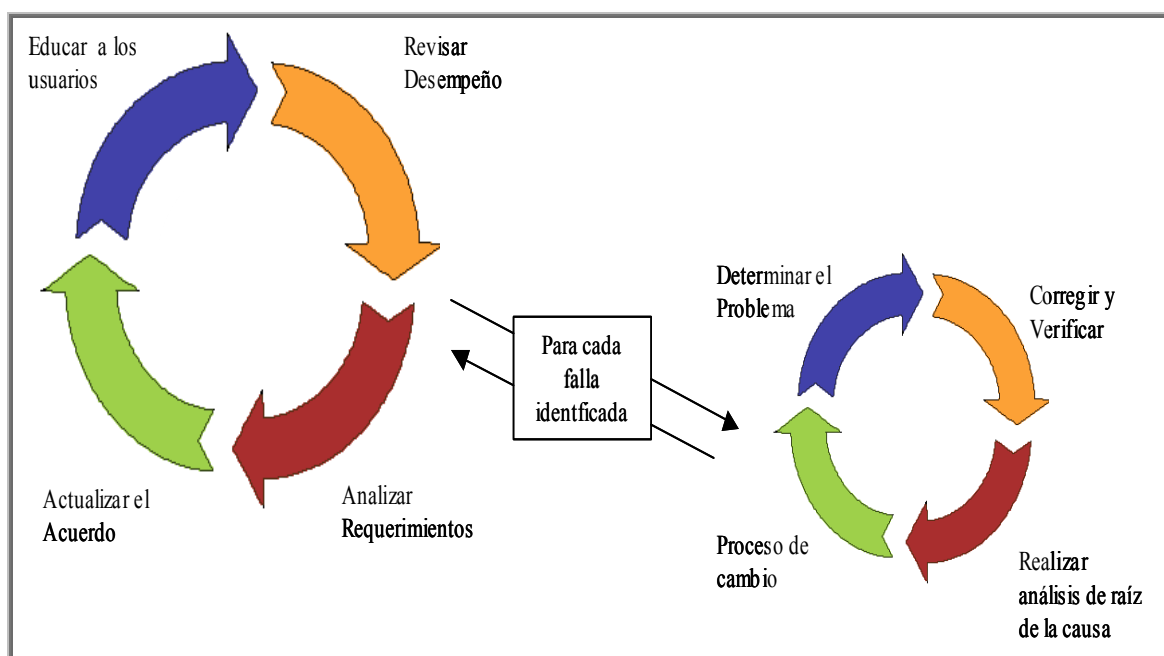 Educar a los
usuarios
Revisar
Desempeño
Determinar el
Problema
Corregir y
Verificar
Para cada
falla
identficada
Actualizar el
Acuerdo
Analizar
Requerimientos
Proceso de
cambio
Realizar
análisis de raíz
de la causa